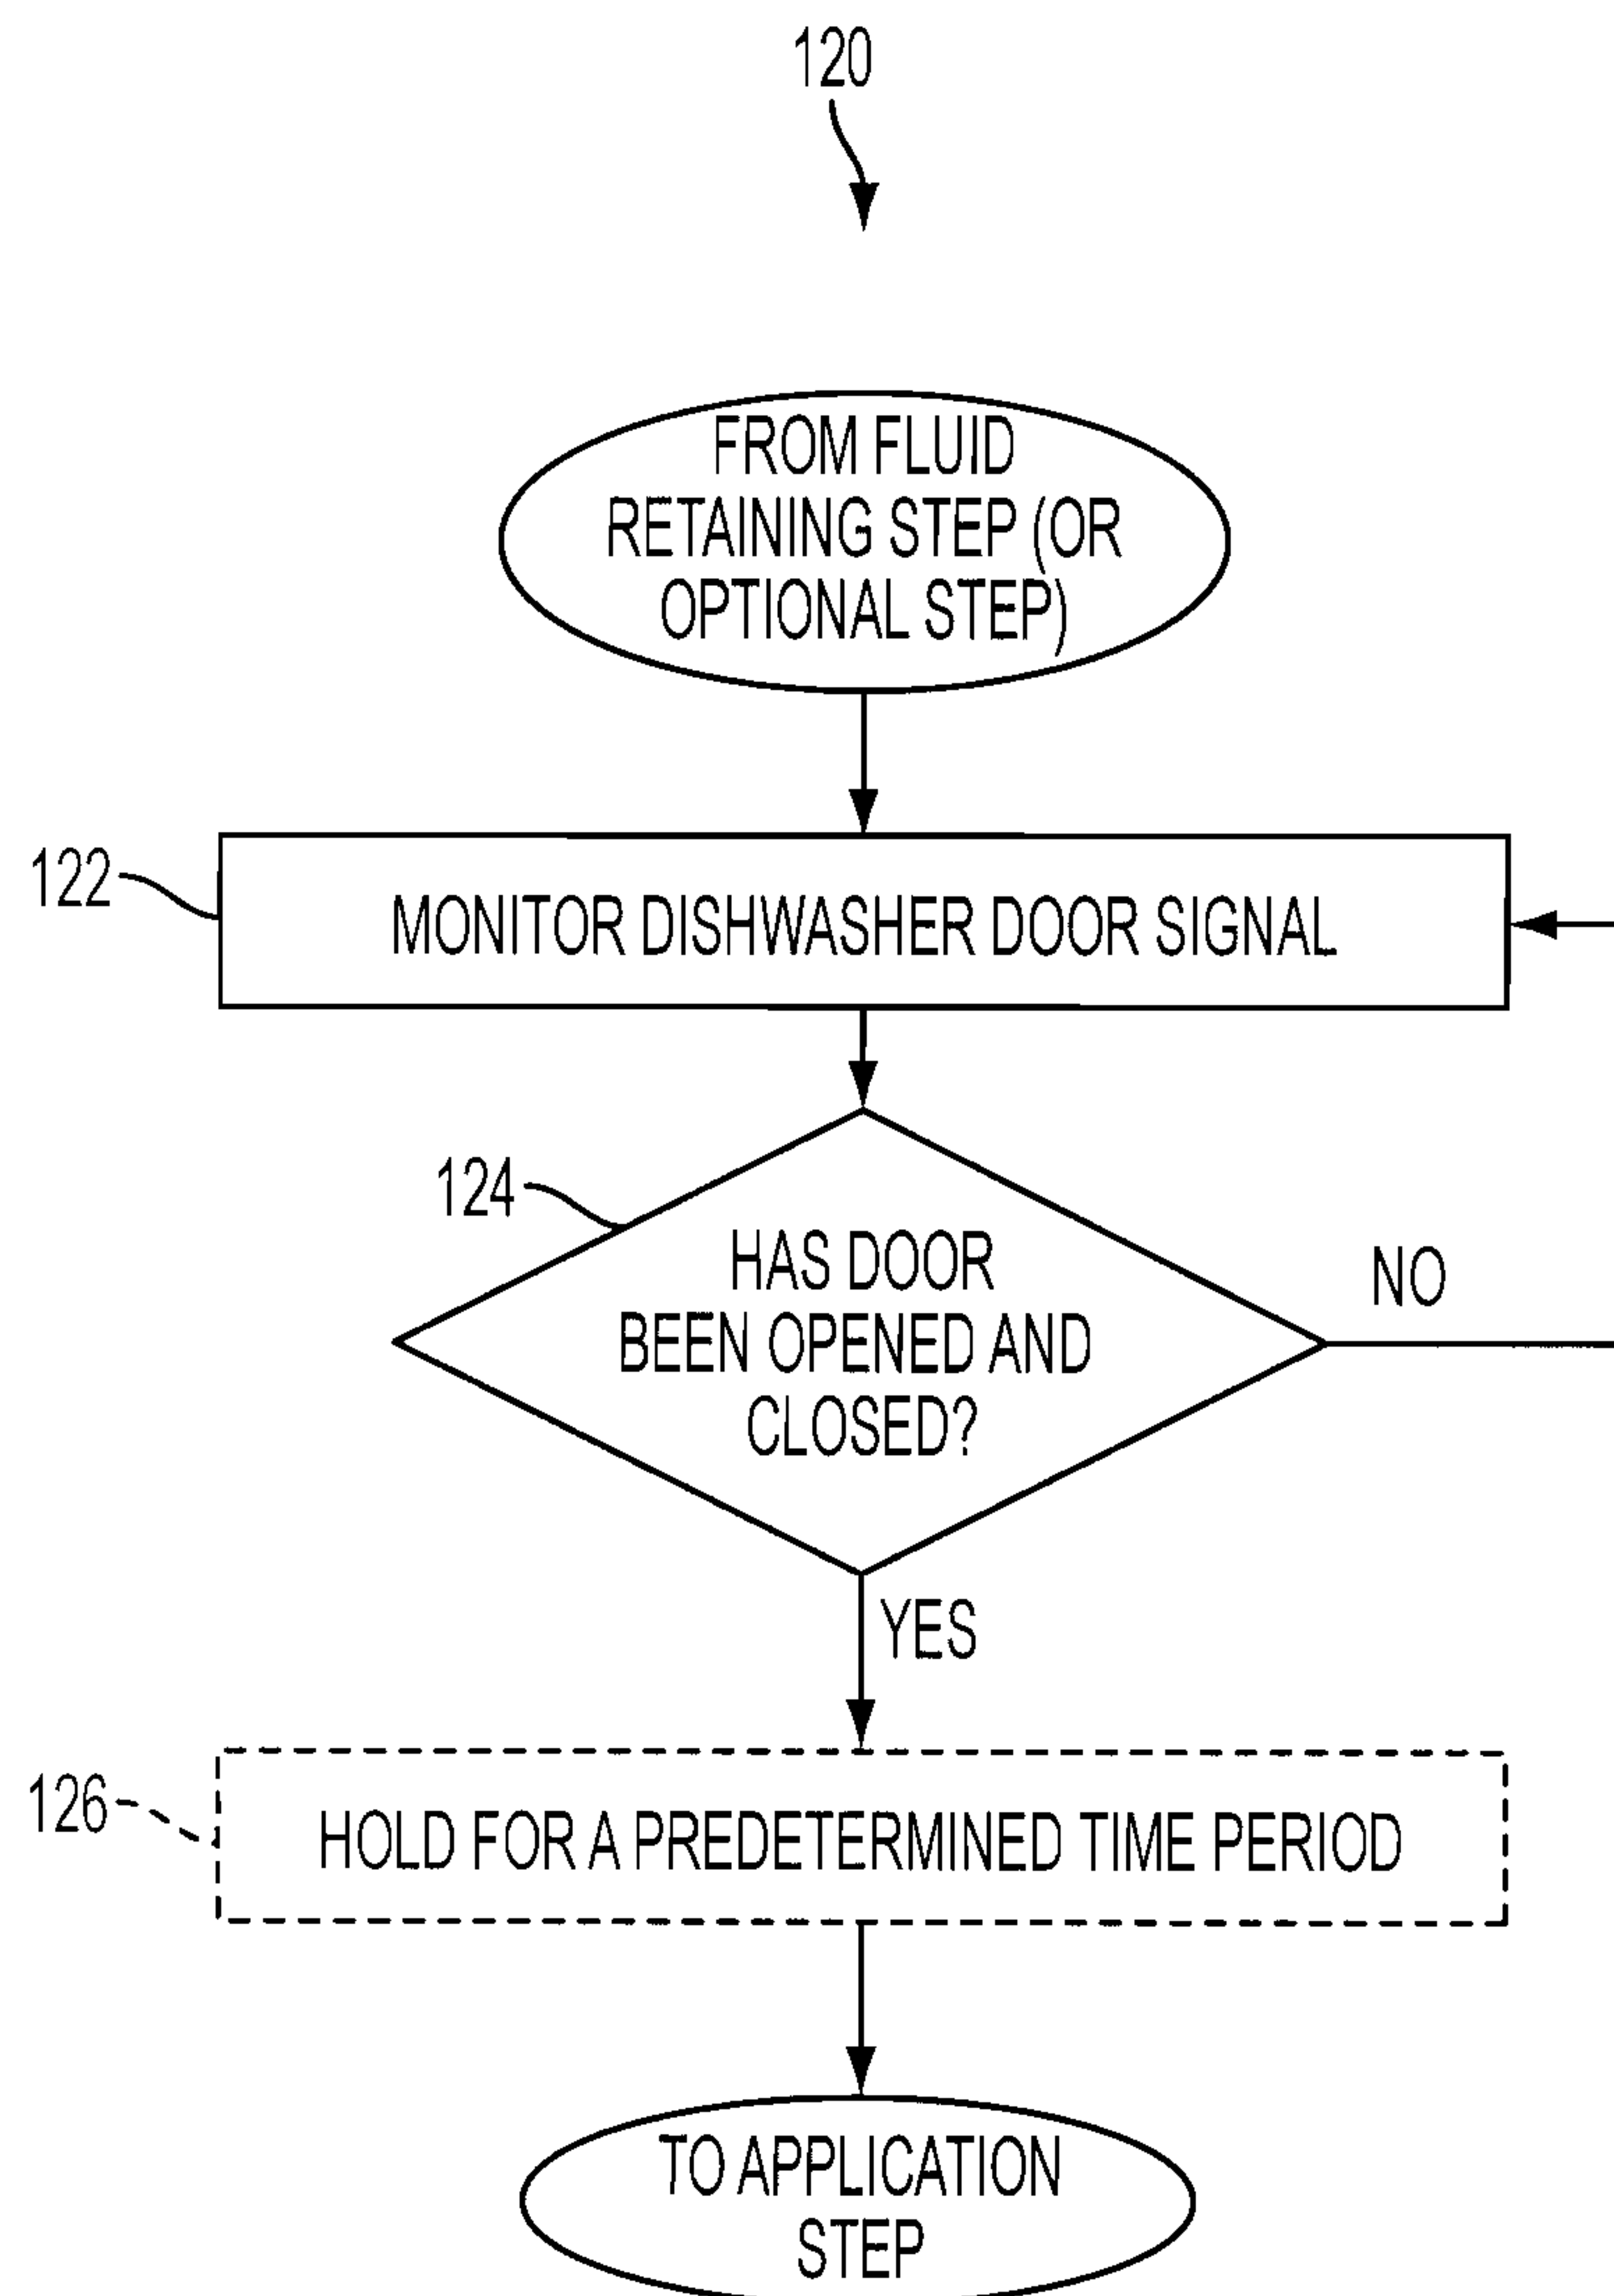 120
FROM FLUID
RETAINING STEP (OR
OPTIONAL STEP)
122
MONITOR DISHWASHER DOOR SIGNAL
124
HAS DOOR
BEEN OPENED AND
CLOSED?
NO
YES
126
HOLD FOR A PREDETERMINED TIME PERIOD
TO APPLICATION
STEP